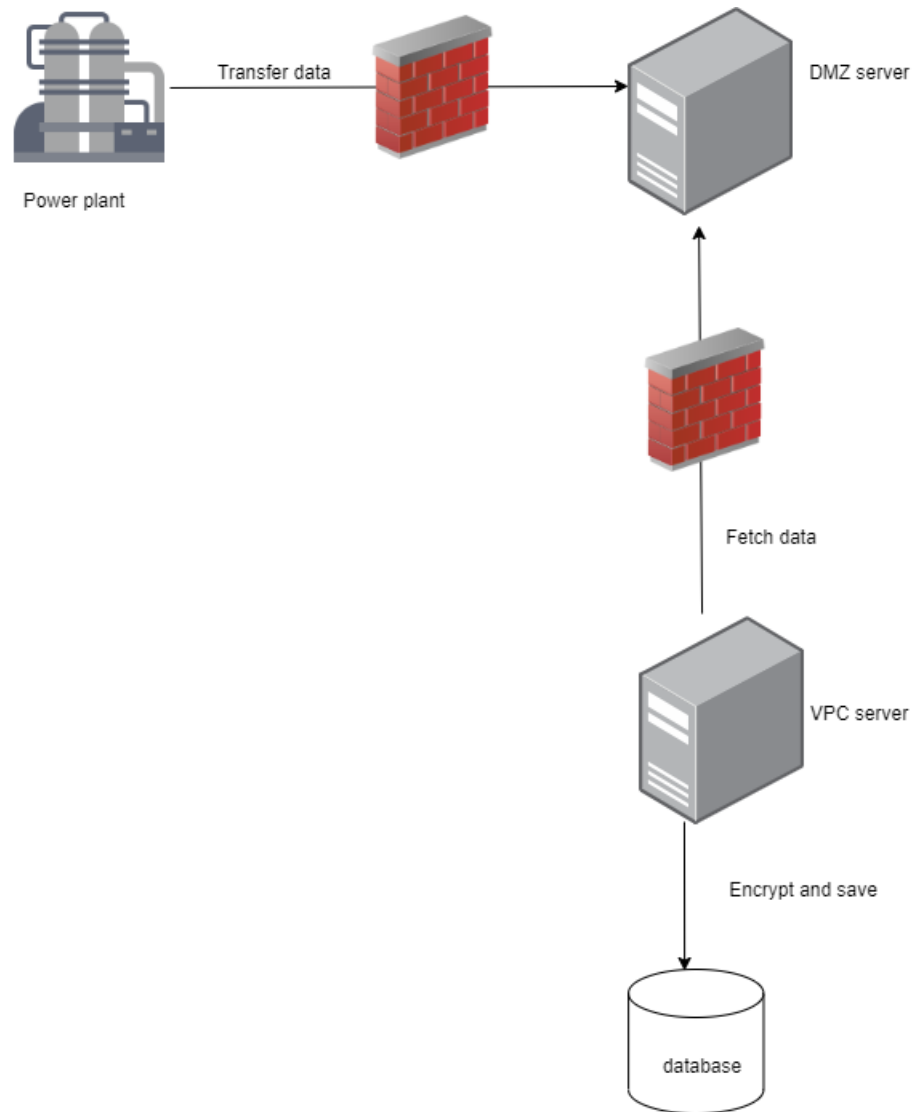 Transfer data
DMZ server
Power plant
Fetch data
VPC server
Encrypt and save
database